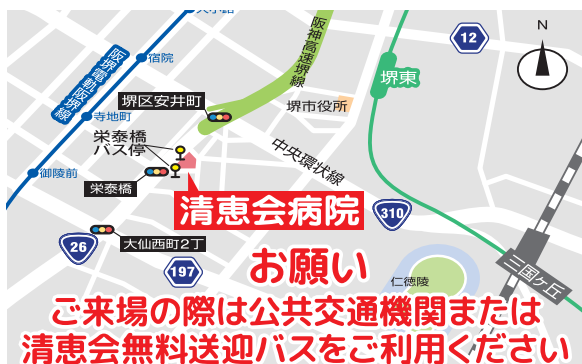 大小路
宿院
阪神高速堺線
12
N
阪堺電軌阪堺線
堺東
堺区安井町
堺市役所
寺地町
栄泰橋
バス停
中央環状線
御陵前
栄泰橋
清恵会病院
310
26
大仙西町2丁
197
お願い
仁徳陵
三国ヶ丘
ご来場の際は公共交通機関または
清恵会無料送迎バスをご利用ください